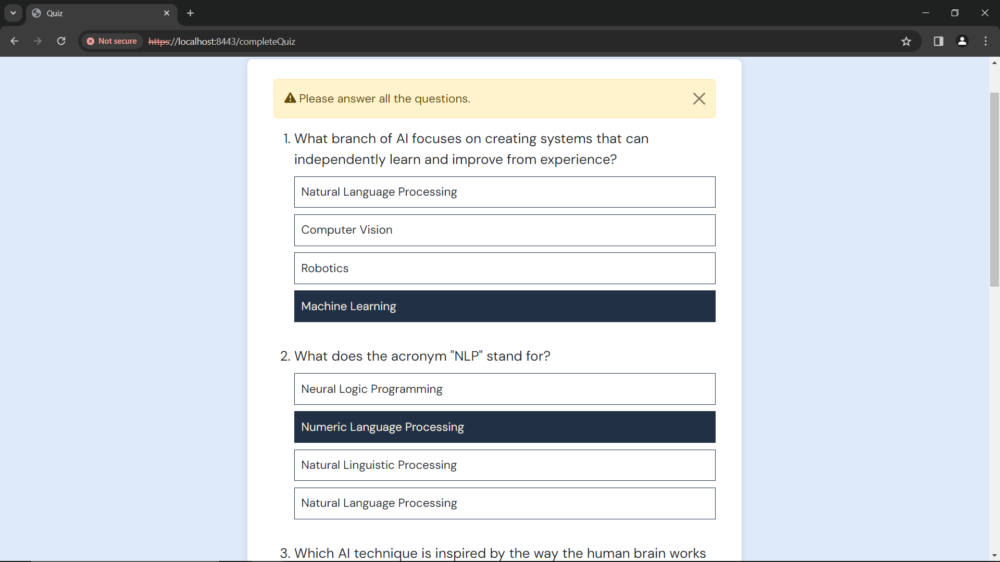 Quiz
Not secure https://localhost:8443/completeQuiz
Please answer all the questions.
1. What branch of AI focuses on creating systems that can
independently learn and improve from experience?
Natural Language Processing
Computer Vision
Robotics
Machine Learning
2. What does the acronym "NLP" stand for?
Neural Logic Programming
Numeric Language Processing
Natural Linguistic Processing
Natural Language Processing
3. Which AI technique is inspired by the way the human brain works